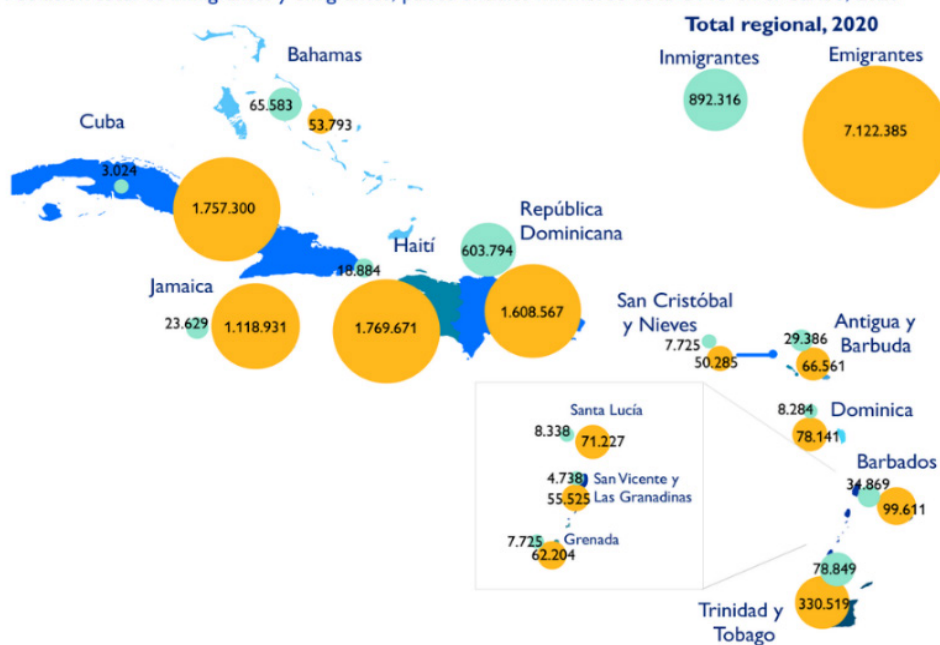 Total regional, 2020
Inmigrantes
Emigrantes
892.316
7.122.385
Bahamas
65.583
53.793
Cuba
3.024
1.757.300
Haití
18.884
1.769.671
República
Dominicana
603.794
1.608.567
Jamaica
23.629
1.118.931
San Cristóbal
y Nieves
7.725
50.285
Antigua y
Barbuda
29.386
66.561
8.284
Dominica
78.141
Barbados
34.869
99.611
Santa Lucía
8.338
71.227
4.738
San Vicente y
Las Granadinas
55.525
7.725
Grenada
62.204
78.849
330.519
Trinidad y
Tobago